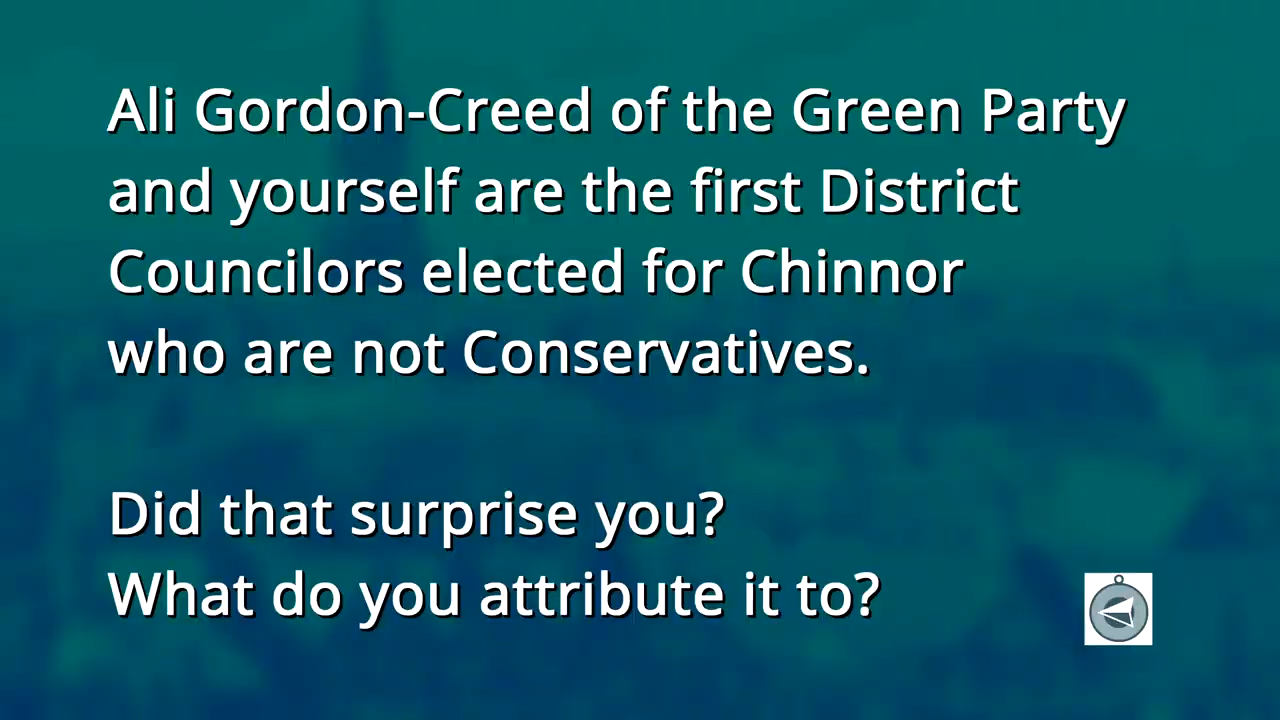 Ali Gordon-Creed of the Green Party
and yourself are the first District
Councilors elected for Chinnor
who are not Conservatives.
Did that surprise you?
What do you attribute it to?